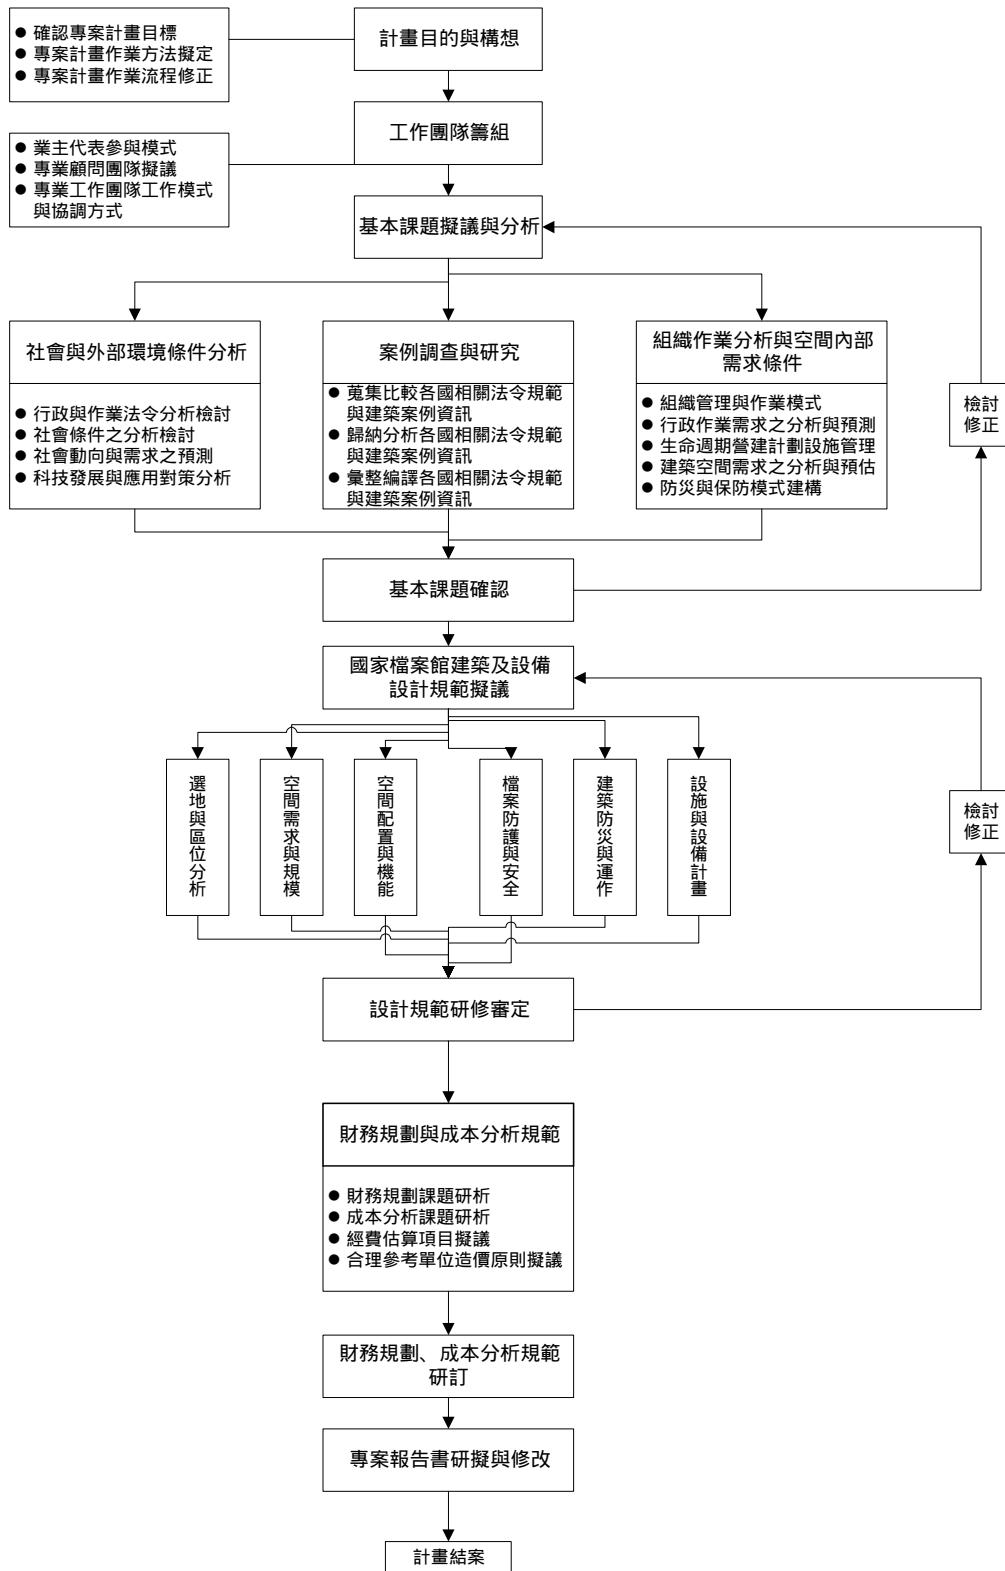 ● 確認專案計畫目標
● 專案計畫作業方法擬定
● 專案計畫作業流程修正
計畫目的與構想
工作團隊籌組
● 業主代表參與模式
● 專業顧問團隊擬議
● 專業工作團隊工作模式
與協調方式
基本課題擬議與分析
社會與外部環境條件分析
● 行政與作業法令分析檢討
● 社會條件之分析檢討
● 社會動向與需求之預測
● 科技發展與應用對策分析
案例調查與研究
● 蒐集比較各國相關法令規範
與建築案例資訊
● 歸納分析各國相關法令規範
與建築案例資訊
● 彙整編譯各國相關法令規範
與建築案例資訊
組織作業分析與空間內部
需求條件
● 組織管理與作業模式
● 行政作業需求之分析與預測
● 生命週期營建計劃設施管理
● 建築空間需求之分析與預估
● 防災與保防模式建構
檢討
修正
基本課題確認
國家檔案館建築及設備
設計規範擬議
選地與區位分析
空間需求與規模
空間配置與機能
檔案防護與安全
建築防災與運作
設施與設備計畫
檢討
修正
設計規範研修審定
財務規劃與成本分析規範
● 財務規劃課題研析
● 成本分析課題研析
● 經費估算項目擬議
● 合理參考單位造價原則擬議
財務規劃、成本分析規範
研訂
專案報告書研擬與修改
計畫結案